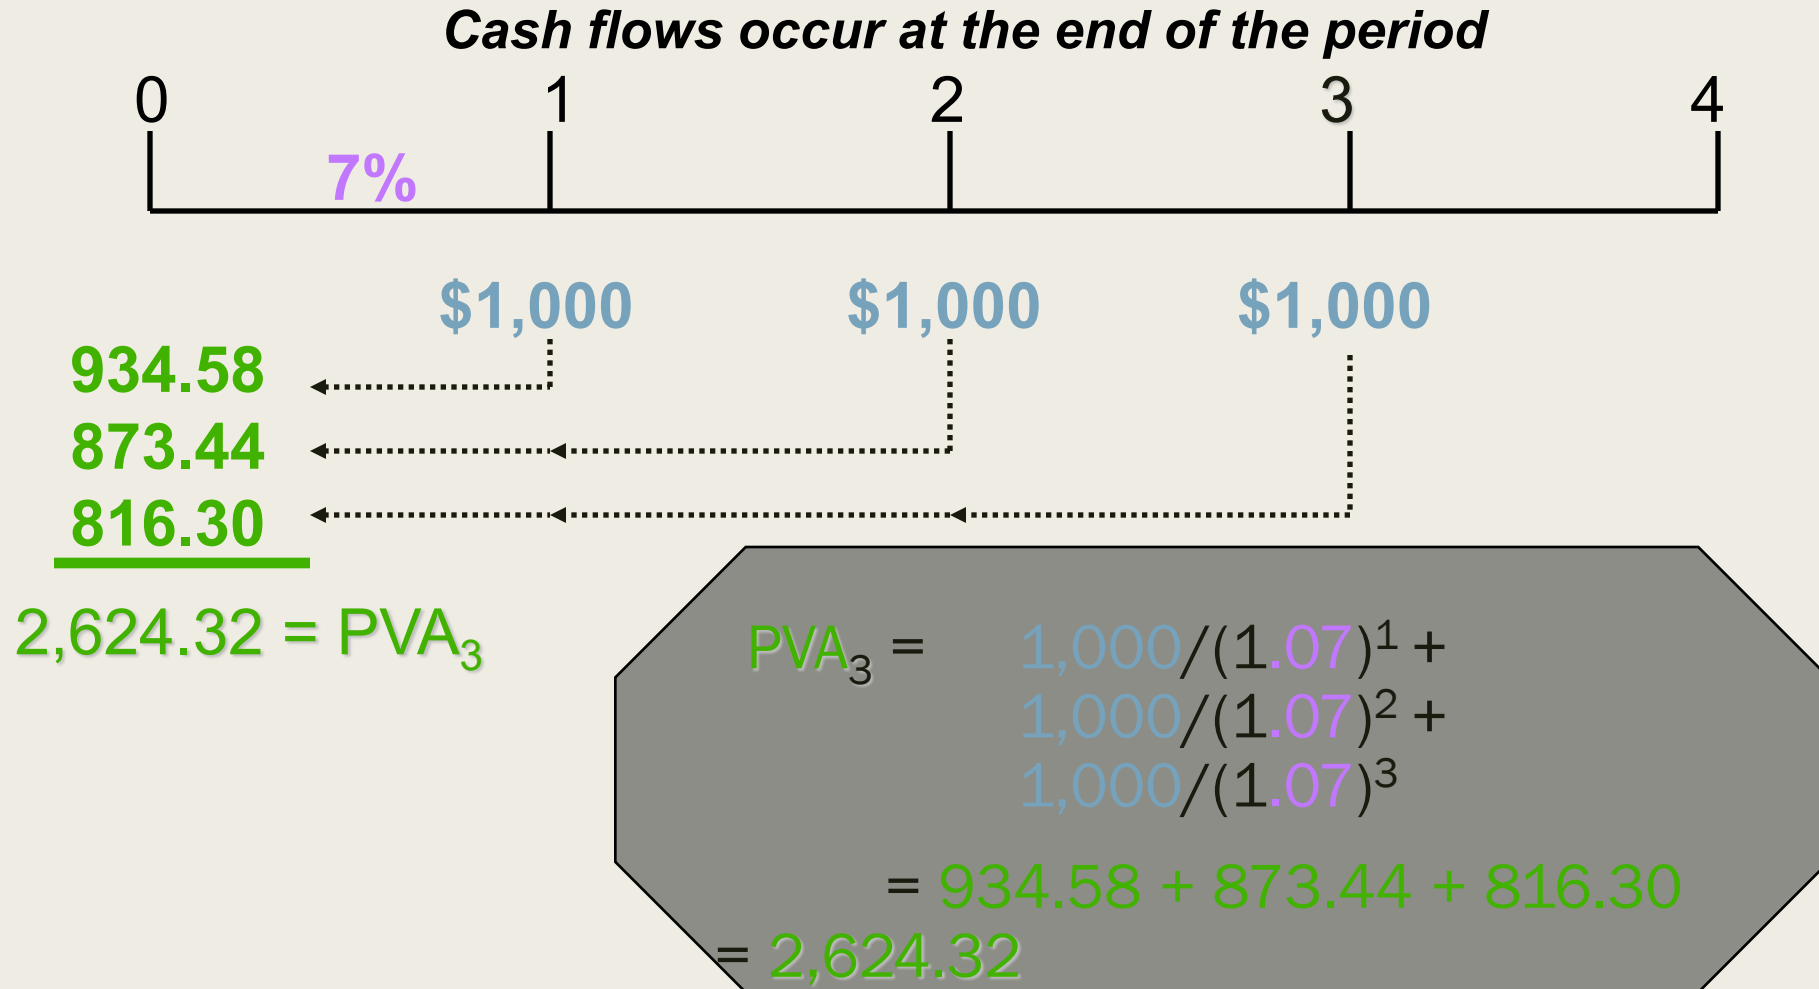 Cash flows occur at the end of the period
0 1 2 3 4
7%
$1,000 $1,000 $1,000
934.58
873.44
816.30
2,624.32 = PVA₃
PVA₃ = 1,000/(1.07)¹ +
1,000/(1.07)² +
1,000/(1.07)³
= 934.58 + 873.44 + 816.30
= 2,624.32